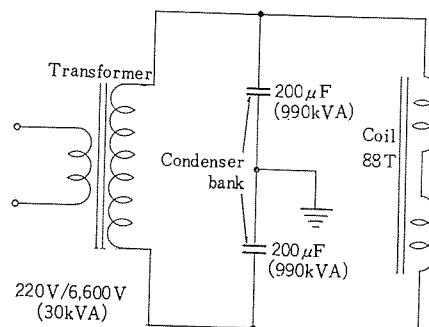 Transformer
200μF
(990kVA)
Coil
88T
Condenser
bank
200μF
(990kVA)
220V/6,600V
(30kVA)